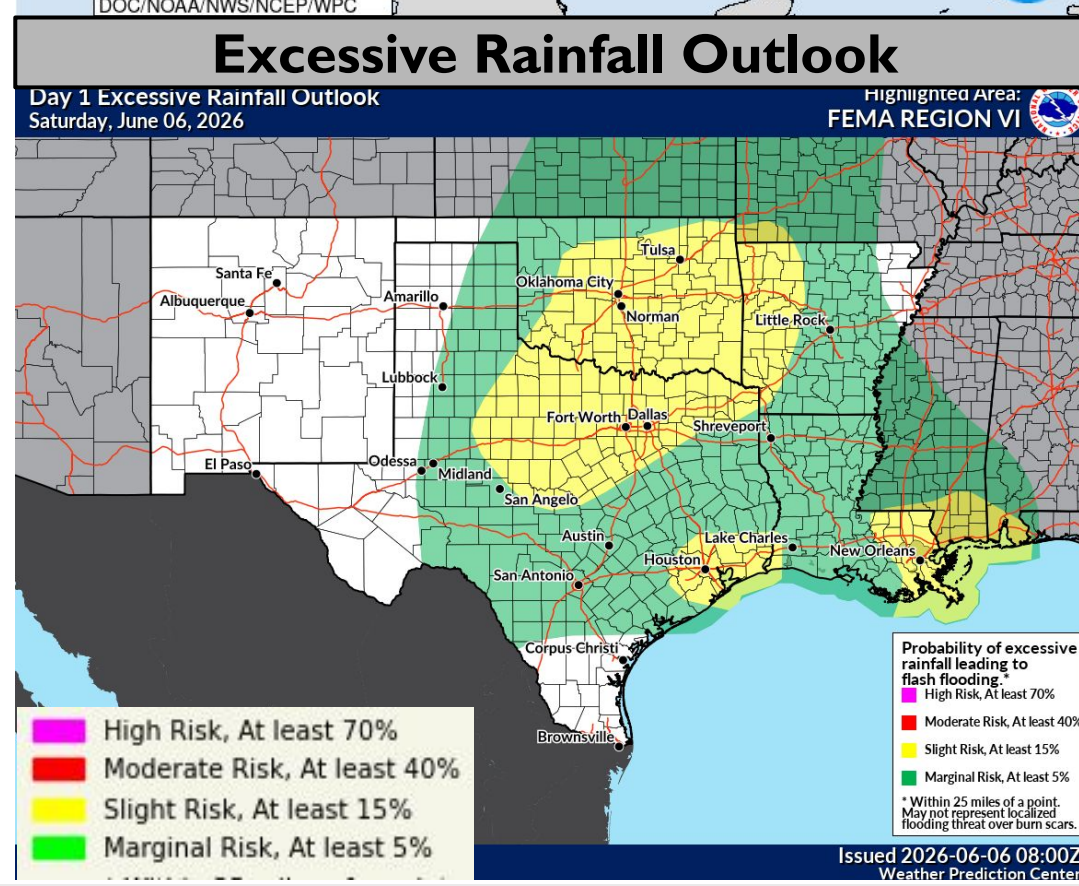 DOC/NOAA/NWS/NCEP/WPC
Excessive Rainfall Outlook
Day 1 Excessive Rainfall Outlook
Saturday, June 06, 2026
Highlighted Area:
FEMA REGION VI
Tulsa
Santa Fe
Oklahoma City
Albuquerque
Amarillo
Norman
Little Rock
Lubbock
Fort Worth
Dallas
Shreveport
El Paso
Odessa
Midland
San Angelo
Austin
Lake Charles
Houston
New Orleans
San Antonio
Corpus Christi
Brownsville
Probability of excessive
rainfall leading to
flash flooding.*
High Risk, At least 70%
Moderate Risk, At least 40%
Slight Risk, At least 15%
Marginal Risk, At least 5%
* Within 25 miles of a point.
May not represent localized
flooding threat over burn scars.
High Risk, At least 70%
Moderate Risk, At least 40%
Slight Risk, At least 15%
Marginal Risk, At least 5%
Issued 2026-06-06 08:00Z
Weather Prediction Center